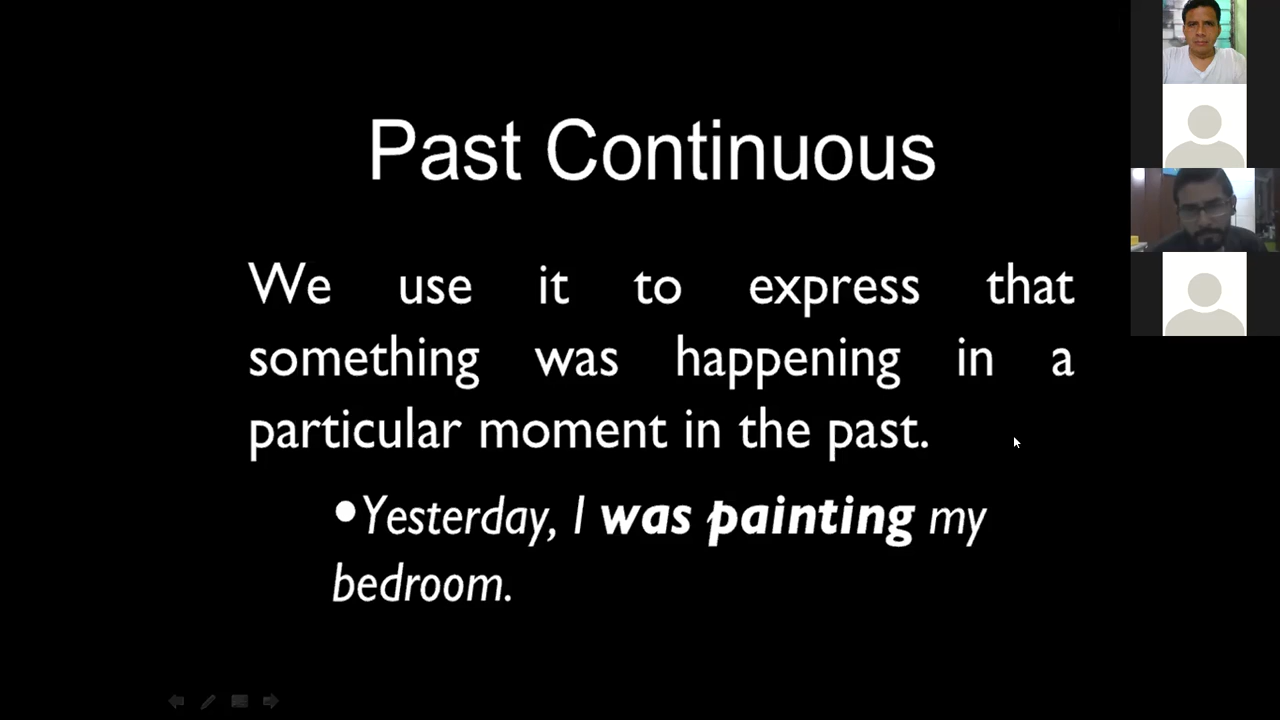 Past Continuous
We use it to express that
something was happening in a
particular moment in the past.
•Yesterday, I was painting my
bedroom.